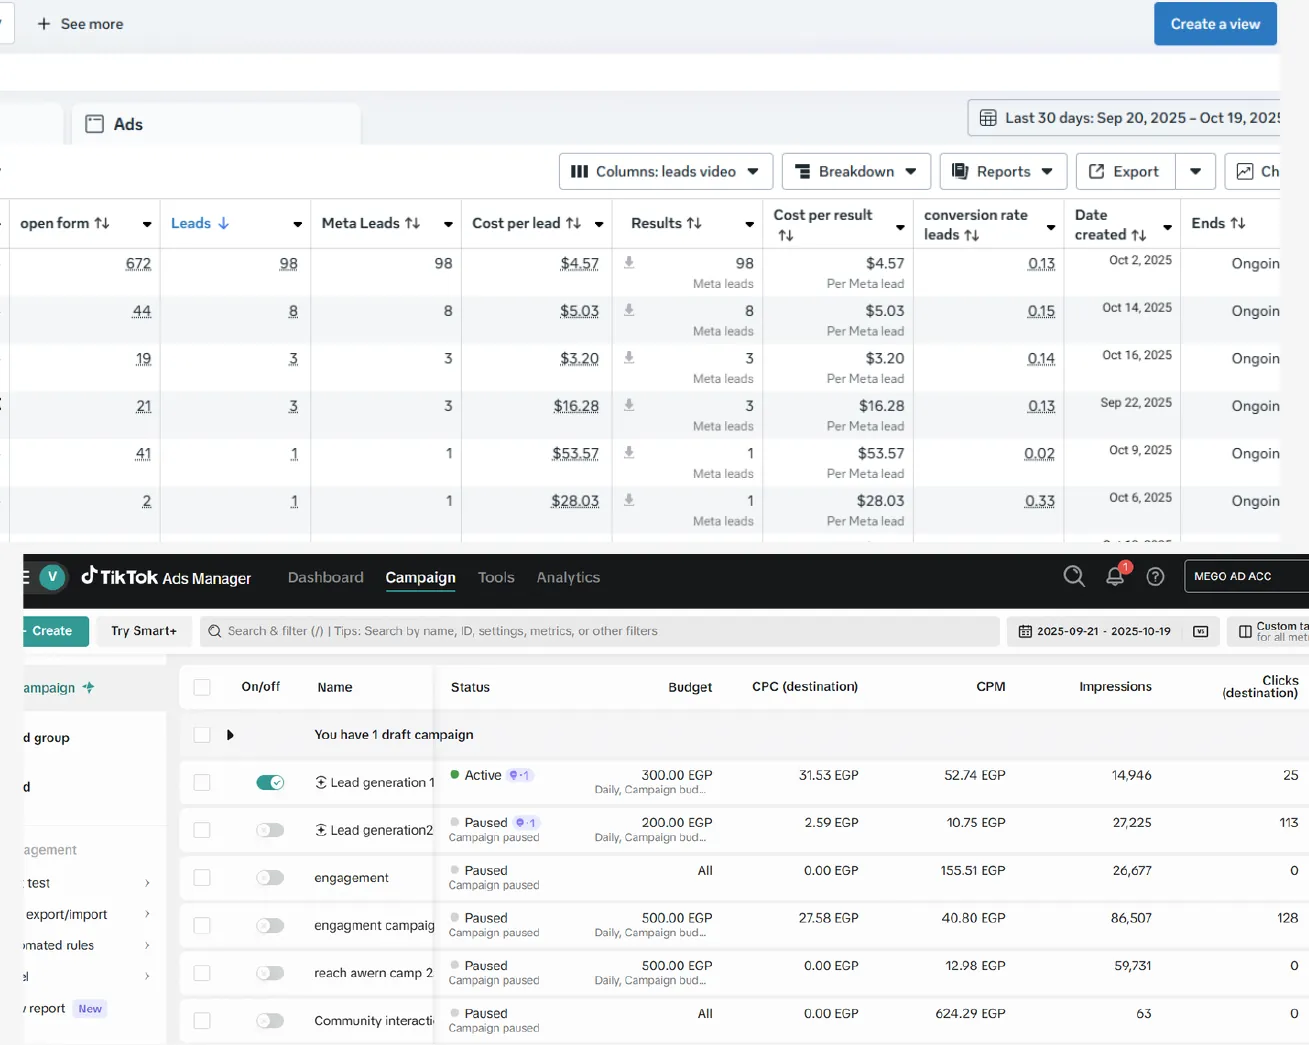 + See more
Create a view
Ads
Last 30 days: Sep 20, 2025 – Oct 19, 2025
Columns: leads video
Breakdown
Reports
Export
Ch
open form
Leads
Meta Leads
Cost per lead
Results
Cost per result
conversion rate leads
Date created
Ends
672 98 98 $4.57 98 $4.57 0.13 Oct 2, 2025 Ongoin
Meta leads Per Meta lead
44 8 8 $5.03 8 $5.03 0.15 Oct 14, 2025 Ongoin
Meta leads Per Meta lead
19 3 3 $3.20 3 $3.20 0.14 Oct 16, 2025 Ongoin
Meta leads Per Meta lead
21 3 3 $16.28 3 $16.28 0.13 Sep 22, 2025 Ongoin
Meta leads Per Meta lead
41 1 1 $53.57 1 $53.57 0.02 Oct 9, 2025 Ongoin
Meta leads Per Meta lead
2 1 1 $28.03 1 $28.03 0.33 Oct 6, 2025 Ongoin
Meta leads Per Meta lead
V TikTok Ads Manager Dashboard Campaign Tools Analytics 1 MEGO AD ACC
Create Try Smart+ Search & filter (/) | Tips: Search by name, ID, settings, metrics, or other filters 2025-09-21 - 2025-10-19 Custom ta
for all metr
ampaign
d group
d
agement
test
export/import
omated rules
el
report New
On/off Name Status Budget CPC (destination) CPM Impressions Clicks (destination)
You have 1 draft campaign
Lead generation 1 Active 1 300.00 EGP 31.53 EGP 52.74 EGP 14,946 25
Daily, Campaign bud...
Lead generation2 Paused 1 200.00 EGP 2.59 EGP 10.75 EGP 27,225 113
Campaign paused Daily, Campaign bud...
engagement Paused All 0.00 EGP 155.51 EGP 26,677 0
Campaign paused
engagment campaig Paused 500.00 EGP 27.58 EGP 40.80 EGP 86,507 128
Campaign paused Daily, Campaign bud...
reach awern camp 2 Paused 500.00 EGP 0.00 EGP 12.98 EGP 59,731 0
Campaign paused Daily, Campaign bud...
Community interacti Paused All 0.00 EGP 624.29 EGP 63 0
Campaign paused